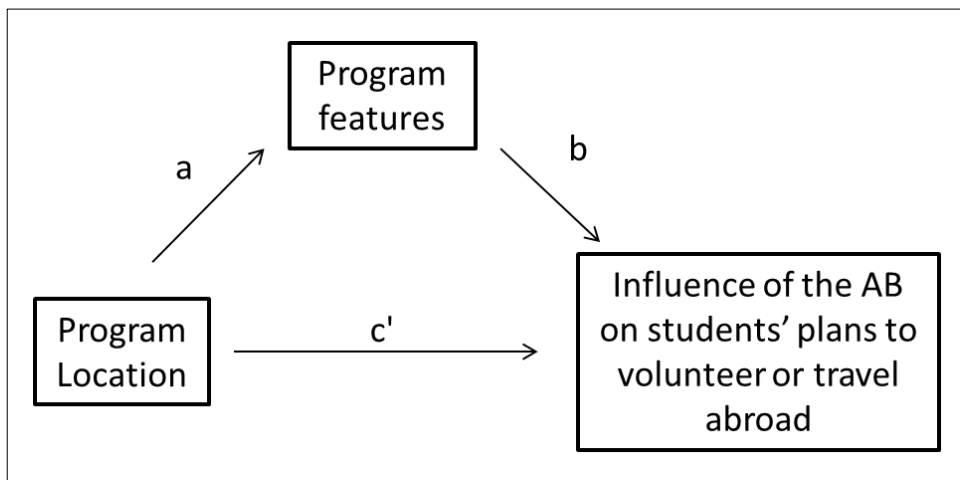 Program
features
a
b
Program
Location
c'
Influence of the AB
on students’ plans to
volunteer or travel
abroad